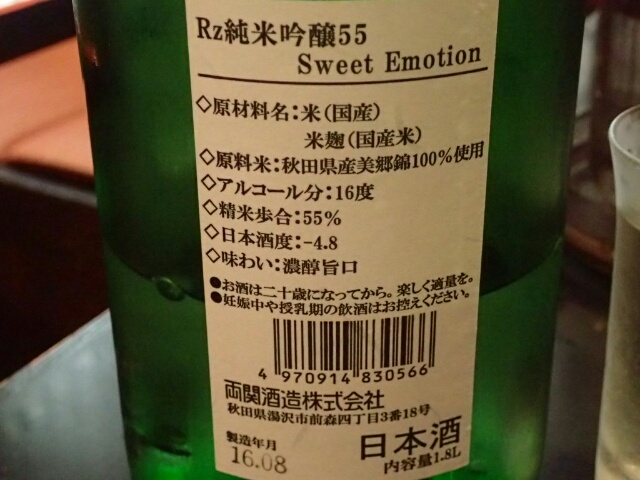 Rz純米吟醸55
Sweet Emotion
◇原材料名：米（国産）
米麹（国産米）
◇原料米：秋田県産美郷錦100％使用
◇アルコール分：16度
◇精米歩合：55％
◇日本酒度：-4.8
◇味わい：濃醇旨口
●お酒は二十歳になってから。楽しく適量を。
●妊娠中や授乳期の飲酒はお控えください。
4 970914 830566
両関酒造株式会社
秋田県湯沢市前森四丁目3番18号
製造年月
16.08
日本酒
内容量1.8L